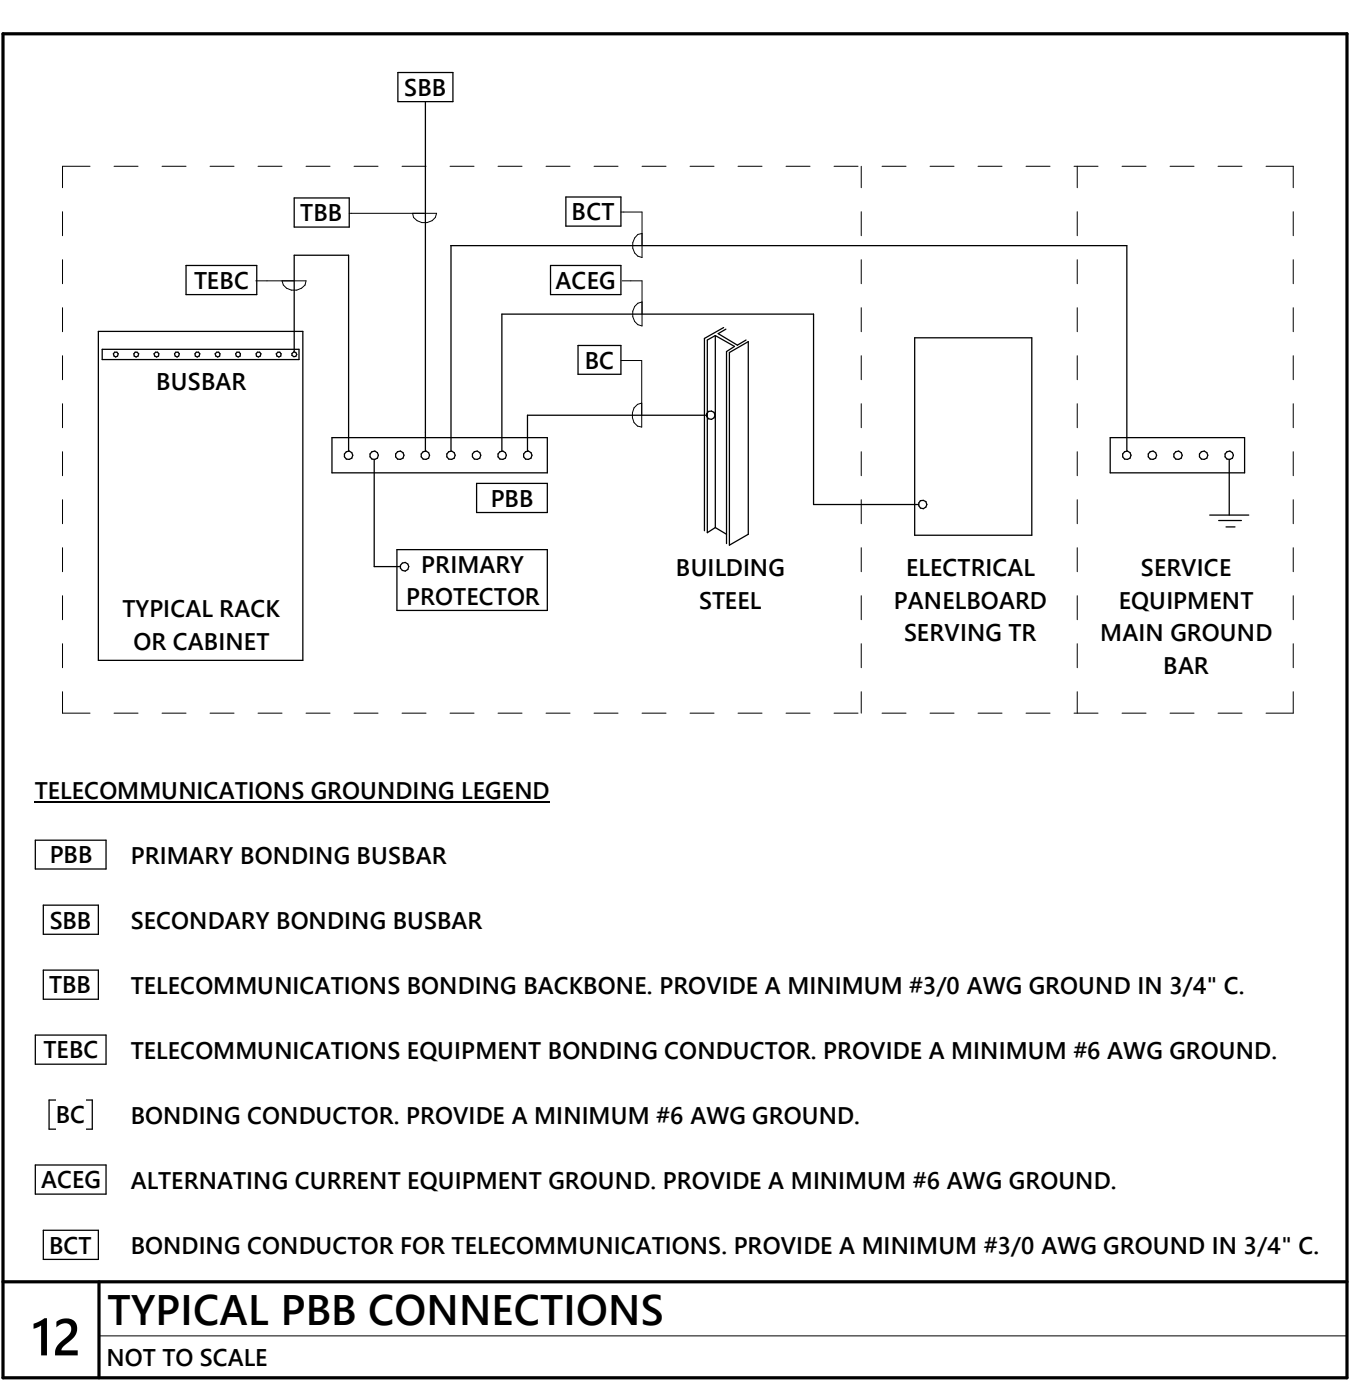 SBB
TBB
BCT
TEBC
ACEG
BC
BUSBAR
PBB
PRIMARY
PROTECTOR
TYPICAL RACK
OR CABINET
BUILDING
STEEL
ELECTRICAL
PANELBOARD
SERVING TR
SERVICE
EQUIPMENT
MAIN GROUND
BAR
TELECOMMUNICATIONS GROUNDING LEGEND
PBB PRIMARY BONDING BUSBAR
SBB SECONDARY BONDING BUSBAR
TBB TELECOMMUNICATIONS BONDING BACKBONE. PROVIDE A MINIMUM #3/0 AWG GROUND IN 3/4" C.
TEBC TELECOMMUNICATIONS EQUIPMENT BONDING CONDUCTOR. PROVIDE A MINIMUM #6 AWG GROUND.
BC BONDING CONDUCTOR. PROVIDE A MINIMUM #6 AWG GROUND.
ACEG ALTERNATING CURRENT EQUIPMENT GROUND. PROVIDE A MINIMUM #6 AWG GROUND.
BCT BONDING CONDUCTOR FOR TELECOMMUNICATIONS. PROVIDE A MINIMUM #3/0 AWG GROUND IN 3/4" C.
12 TYPICAL PBB CONNECTIONS
NOT TO SCALE